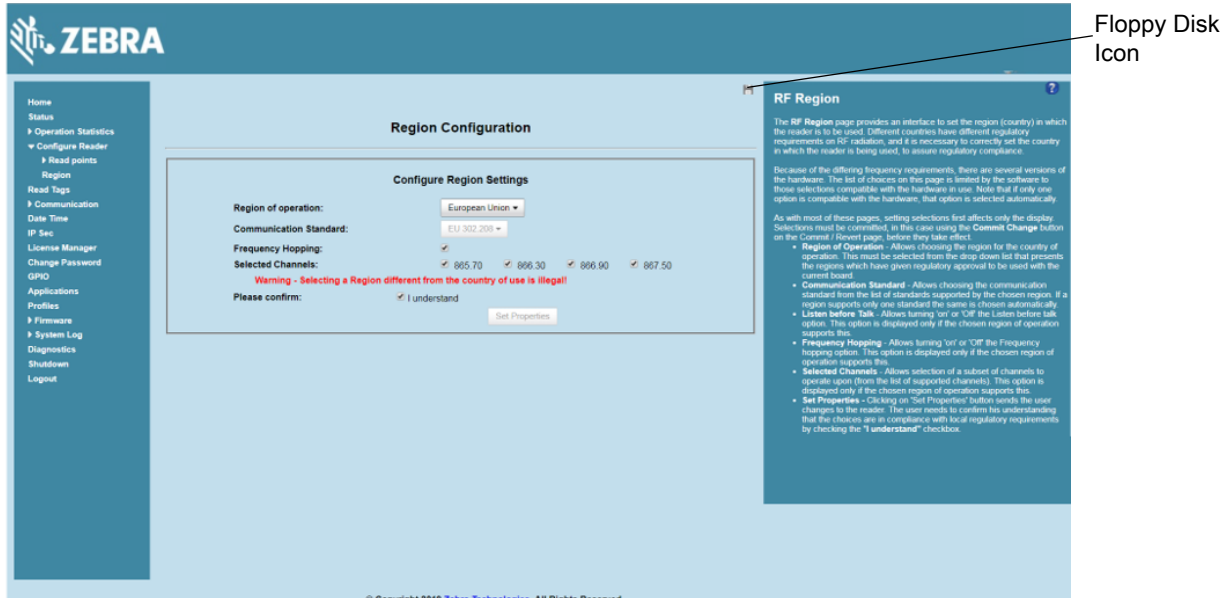 ZEBRA
Floppy Disk
Icon
Home
Status
Operation Statistics
Configure Reader
Read points
Region
Read Tags
Communication
Date Time
IP Sec
License Manager
Change Password
GPIO
Applications
Profiles
Firmware
System Log
Diagnostics
Shutdown
Logout
Region Configuration
Configure Region Settings
Region of operation: European Union
Communication Standard: EU 302.208
Frequency Hopping:
Selected Channels: 865.70 866.30 866.90 867.50
Warning - Selecting a Region different from the country of use is illegal!
Please confirm: I understand
Set Properties
?
RF Region
The RF Region page provides an interface to set the region (country) in which
the reader is to be used. Different countries have different regulatory
requirements on RF radiation, and it is necessary to correctly set the country
in which the reader is being used, to assure regulatory compliance.
Because of the differing frequency requirements, there are several versions of
the hardware. The list of choices on this page is limited by the software to
those selections compatible with the hardware in use. Note that if only one
option is compatible with the hardware, that option is selected automatically.
As with most of these pages, setting selections first affects only the display.
Selections must be committed, in this case using the Commit Change button
on the Commit / Revert page, before they take effect.
• Region of Operation - Allows choosing the region for the country of
operation. This must be selected from the drop down list that presents
the regions which have given regulatory approval to be used with the
current board.
• Communication Standard - Allows choosing the communication
standard from the list of standards supported by the chosen region. If a
region supports only one standard the same is chosen automatically.
• Listen before Talk - Allows turning 'on' or 'Off' the Listen before talk
option. This option is displayed only if the chosen region of operation
supports this.
• Frequency Hopping - Allows turning 'on' or 'Off' the Frequency
hopping option. This option is displayed only if the chosen region of
operation supports this.
• Selected Channels - Allows selection of a subset of channels to
operate upon (from the list of supported channels). This option is
displayed only if the chosen region of operation supports this.
• Set Properties - Clicking on 'Set Properties' button sends the user
changes to the reader. The user needs to confirm his understanding
that the choices are in compliance with local regulatory requirements
by checking the "I understand" checkbox.